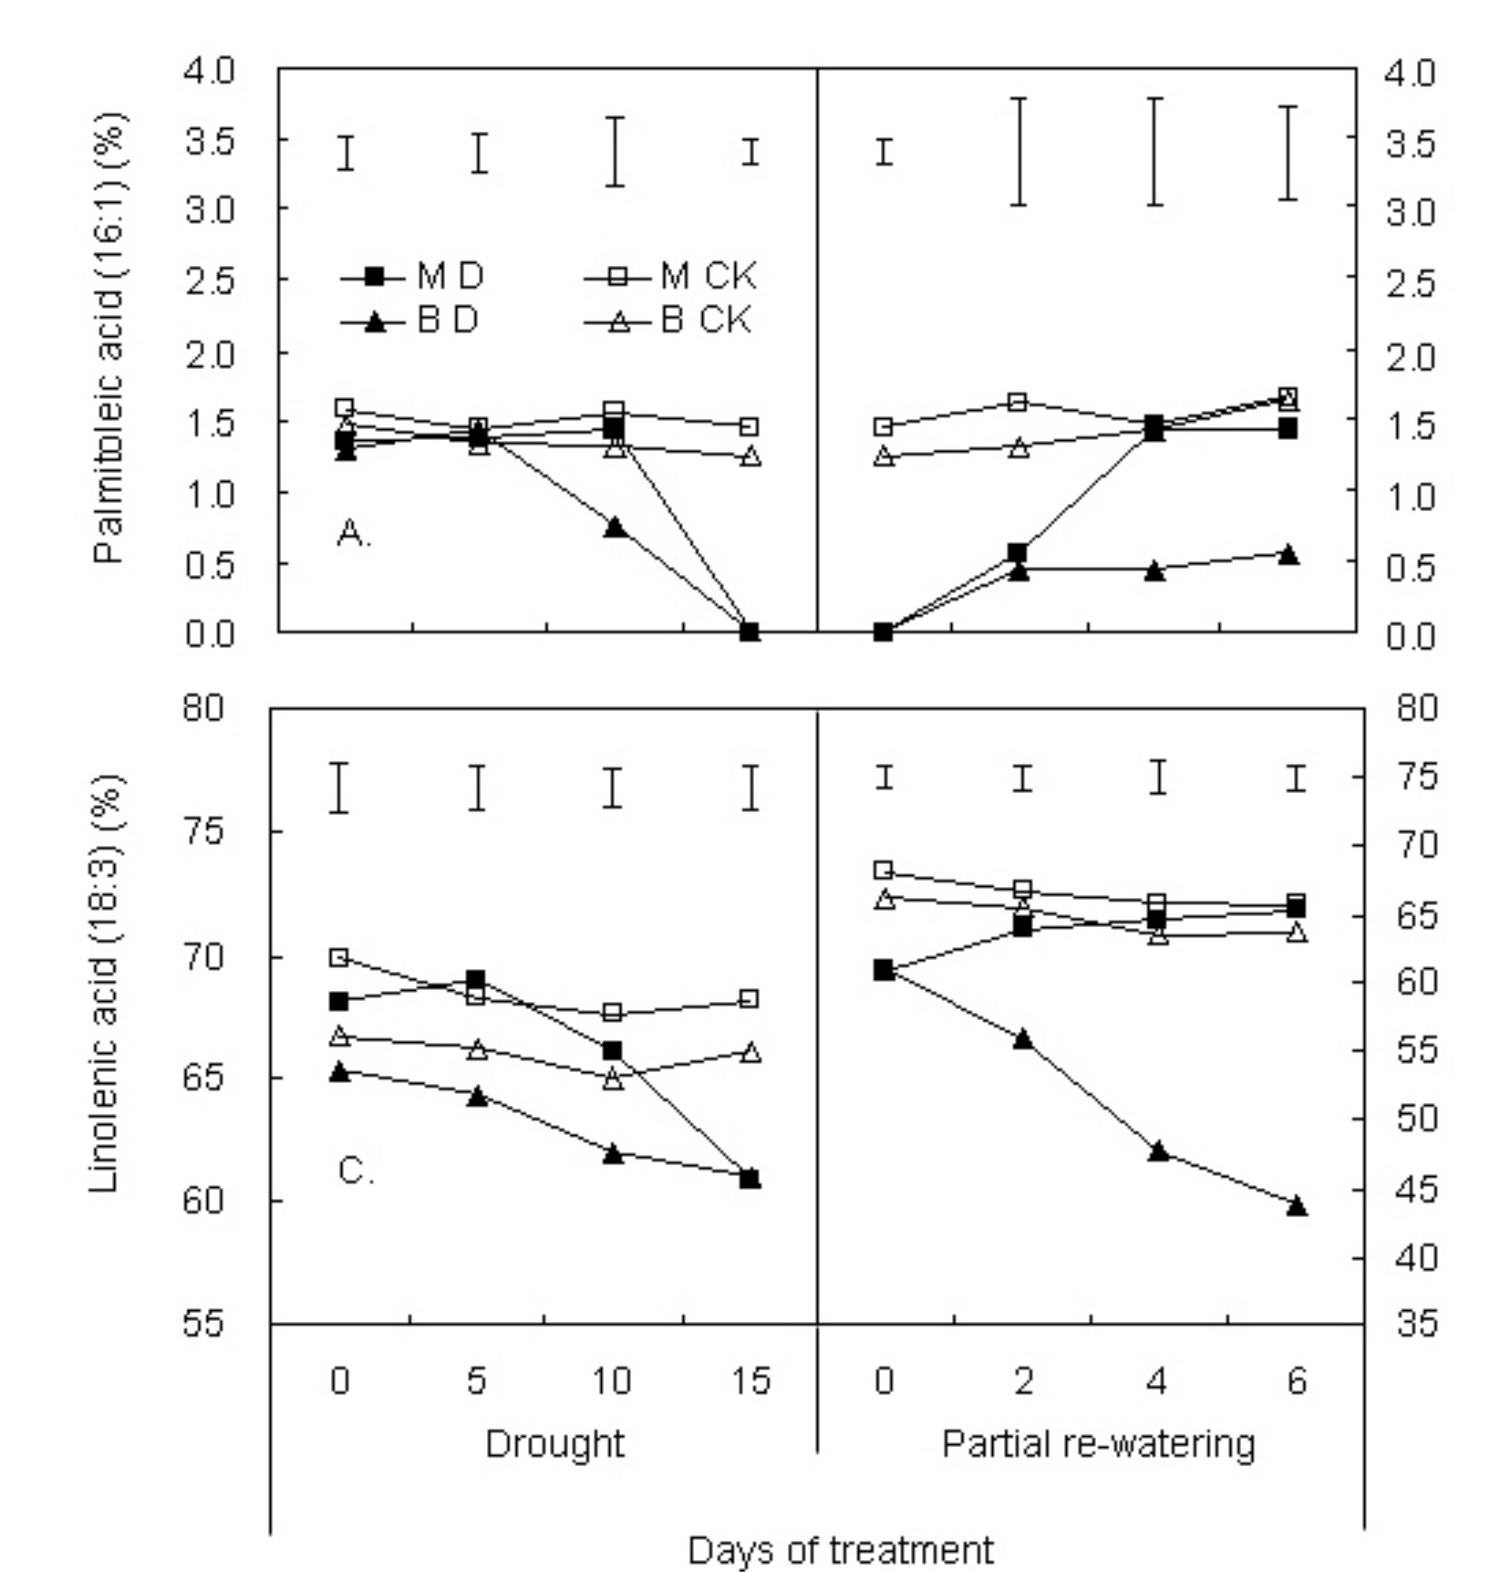 4.0 4.0
3.5 3.5
3.0 3.0
2.5 M D M CK 2.5
B D B CK
2.0 2.0
1.5 1.5
1.0 1.0
A.
0.5 0.5
0.0 0.0
Palmitoleic acid (16:1) (%)
80 80
75
75
70
70 65
60
65 55
50
C.
60 45
40
55 35
Linolenic acid (18:3) (%)
0 5 10 15 0 2 4 6
Drought Partial re-watering
Days of treatment